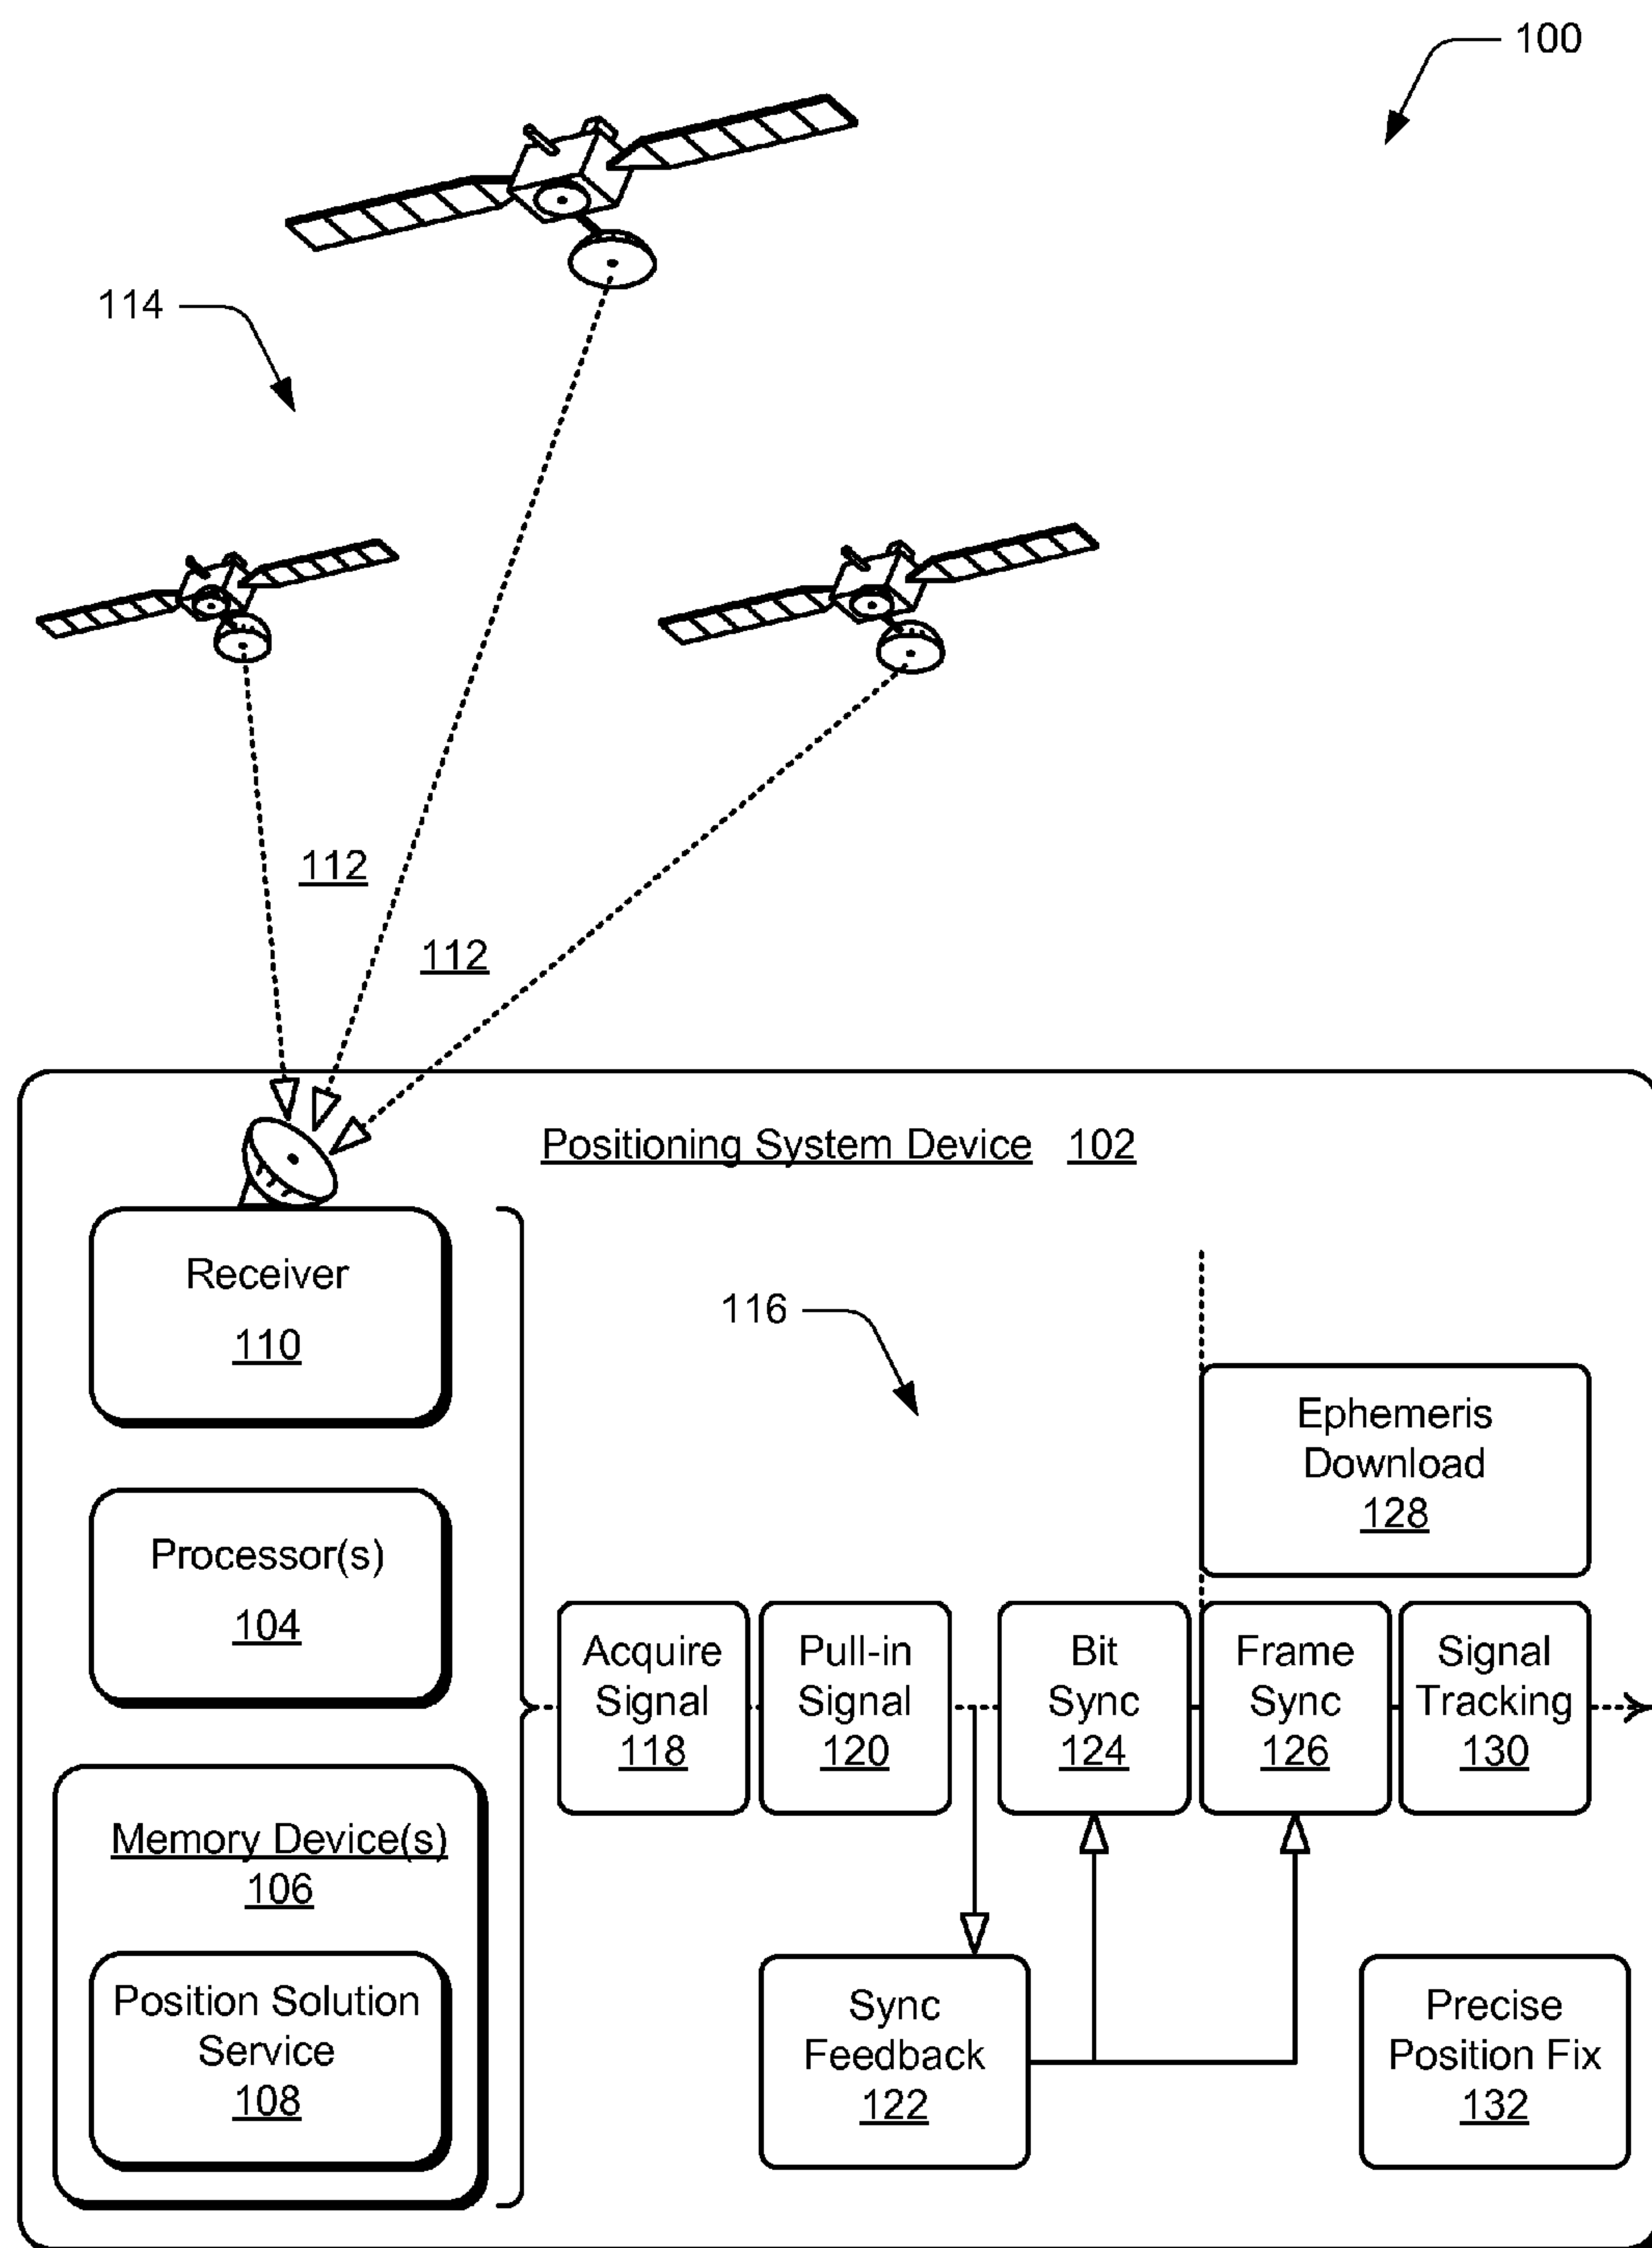 100
114
112
112
Positioning System Device 102
Receiver
110
116
Ephemeris
Download
128
Processor(s)
104
Acquire
Signal
118
Pull-in
Signal
120
Bit
Sync
124
Frame
Sync
126
Signal
Tracking
130
Memory Device(s)
106
Position Solution
Service
108
Sync
Feedback
122
Precise
Position Fix
132